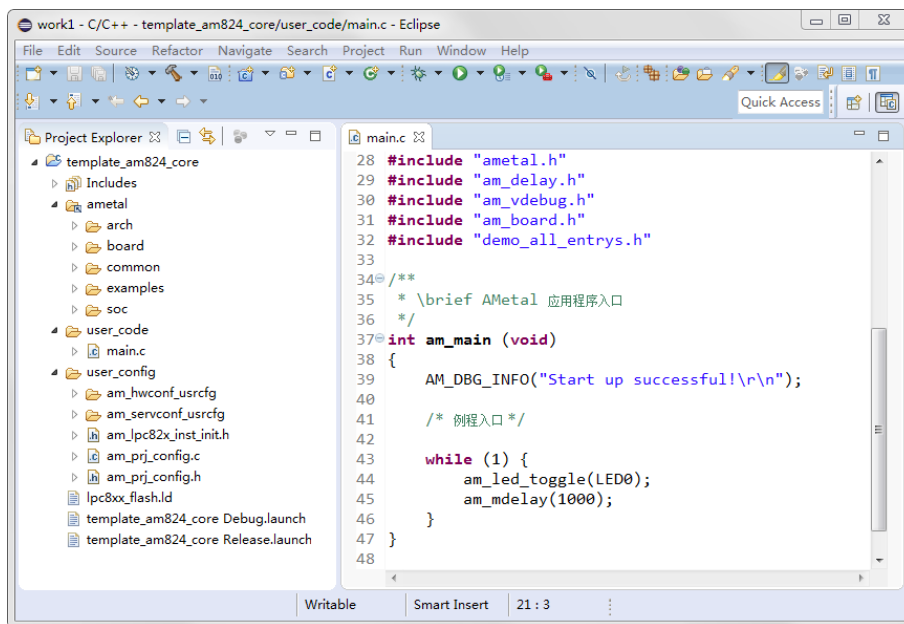 work1 - C/C++ - template_am824_core/user_code/main.c - Eclipse
File Edit Source Refactor Navigate Search Project Run Window Help
Quick Access
Project Explorer
template_am824_core
Includes
ametal
arch
board
common
examples
soc
user_code
main.c
user_config
am_hwconf_usrcfg
am_servconf_usrcfg
am_lpc82x_inst_init.h
am_prj_config.c
am_prj_config.h
lpc8xx_flash.ld
template_am824_core Debug.launch
template_am824_core Release.launch
main.c
28 #include "ametal.h"
29 #include "am_delay.h"
30 #include "am_vdebug.h"
31 #include "am_board.h"
32 #include "demo_all_entrys.h"
33
34 /**
35  * \brief AMetal 应用程序入口
36  */
37 int am_main (void)
38 {
39     AM_DBG_INFO("Start up successful!\r\n");
40
41     /* 例程入口 */
42
43     while (1) {
44         am_led_toggle(LED0);
45         am_mdelay(1000);
46     }
47 }
48
Writable Smart Insert 21 : 3